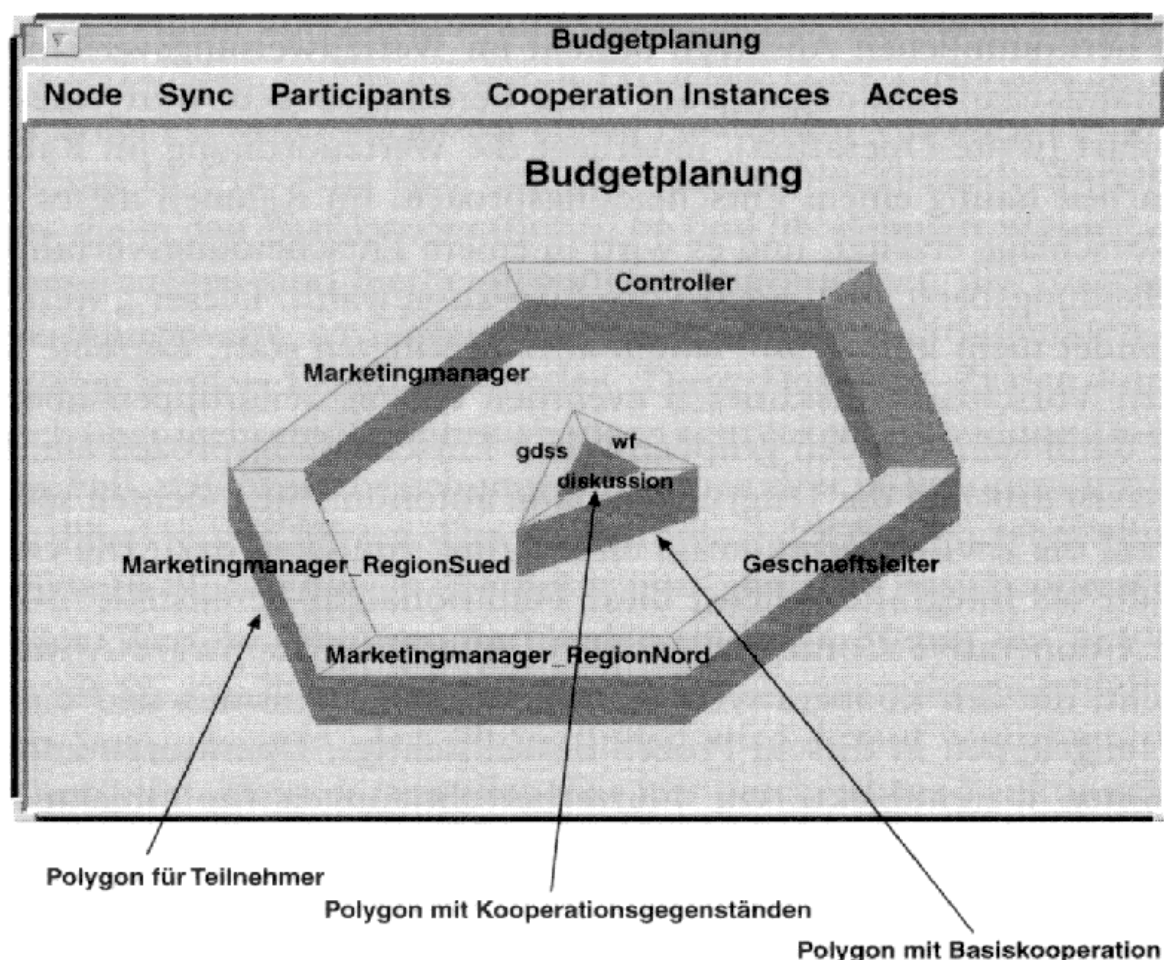 Budgetplanung
Node Sync Participants Cooperation Instances Acces
Budgetplanung
Controller
Marketingmanager
gdss
wf
diskussion
Marketingmanager_RegionSued
Geschaeftsleiter
Marketingmanager_RegionNord
Polygon für Teilnehmer
Polygon mit Kooperationsgegenständen
Polygon mit Basiskooperation